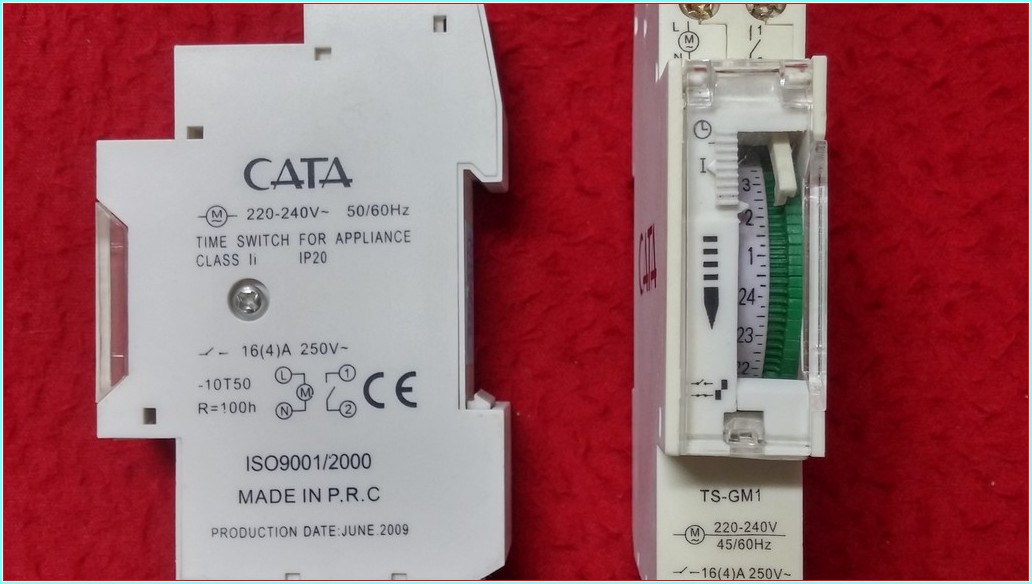 CATA
M 220-240V~ 50/60Hz
TIME SWITCH FOR APPLIANCE
CLASS Ii IP20
16(4)A 250V~
-10T50
R=100h
L
N
M
1
2
CE
ISO9001/2000
MADE IN P.R.C
PRODUCTION DATE:JUNE.2009
L
M
~
N
1
I
3
2
1
24
23
22
CATA
TS-GM1
M 220-240V
45/60Hz
16(4)A 250V~